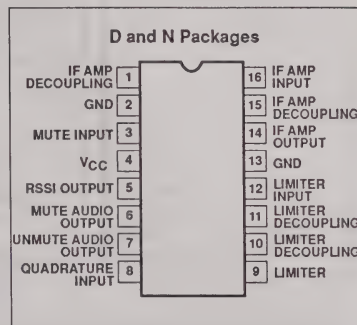 D and N Packages
IF AMP
DECOUPLING 1
GND 2
MUTE INPUT 3
VCC 4
RSSI OUTPUT 5
MUTE AUDIO
OUTPUT 6
UNMUTE AUDIO
OUTPUT 7
QUADRATURE
INPUT 8
16 IF AMP
INPUT
15 IF AMP
DECOUPLING
14 IF AMP
OUTPUT
13 GND
12 LIMITER
INPUT
11 LIMITER
DECOUPLING
10 LIMITER
DECOUPLING
9 LIMITER